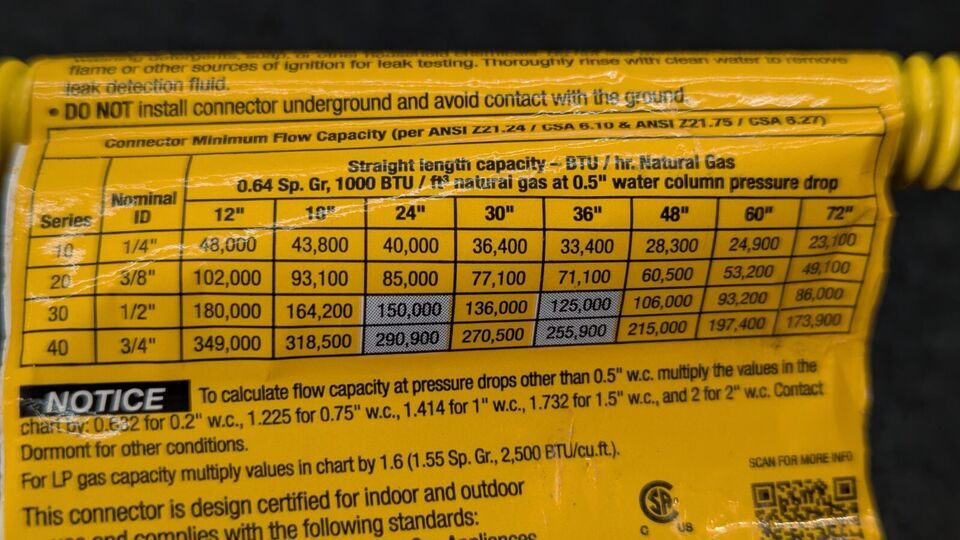 flame or other sources of ignition for leak testing. Thoroughly rinse with clean water to remove
leak detection fluid.
• DO NOT install connector underground and avoid contact with the ground.
Connector Minimum Flow Capacity (per ANSI Z21.24 / CSA 6.10 & ANSI Z21.75 / CSA 6.27)
Straight length capacity – BTU / hr. Natural Gas
0.64 Sp. Gr, 1000 BTU / ft³ natural gas at 0.5" water column pressure drop
Series Nominal ID 12" 18" 24" 30" 36" 48" 60" 72"
10 1/4" 48,000 43,800 40,000 36,400 33,400 28,300 24,900 23,100
20 3/8" 102,000 93,100 85,000 77,100 71,100 60,500 53,200 49,100
30 1/2" 180,000 164,200 150,000 136,000 125,000 106,000 93,200 86,000
40 3/4" 349,000 318,500 290,900 270,500 255,900 215,000 197,400 173,900
NOTICE To calculate flow capacity at pressure drops other than 0.5" w.c. multiply the values in the
chart by: 0.632 for 0.2" w.c., 1.225 for 0.75" w.c., 1.414 for 1" w.c., 1.732 for 1.5" w.c., and 2 for 2" w.c. Contact
Dormont for other conditions.
For LP gas capacity multiply values in chart by 1.6 (1.55 Sp. Gr., 2,500 BTU/cu.ft.).
SCAN FOR MORE INFO
This connector is design certified for indoor and outdoor
and complies with the following standards:
SA
C US
Appliances